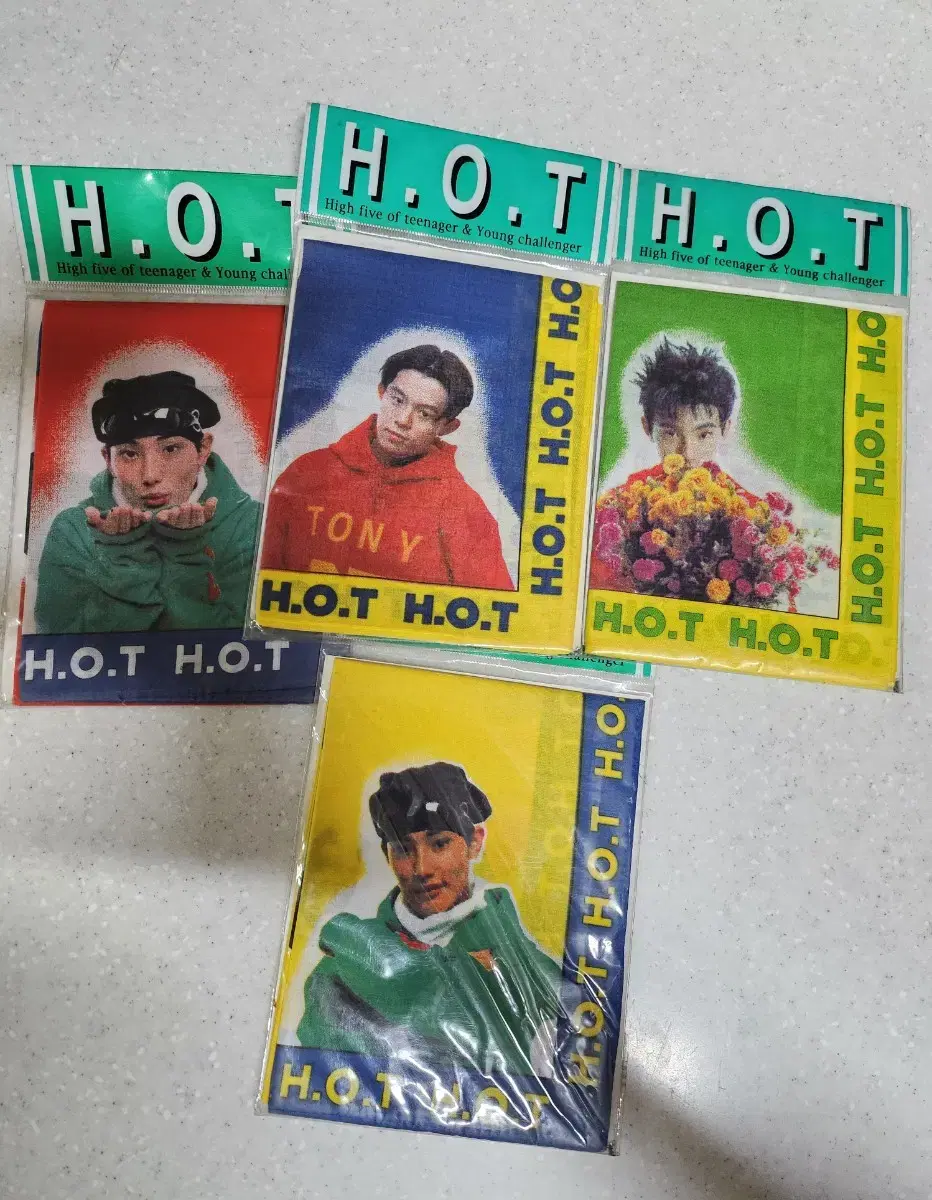 H.O.T
High five of teenager & Young chal
H.O.T H.O.T
H.O.T
High five of teenager & Young challenger
H.O.T H.O.T H.O
TONY
H.O.T H.O.T
H.O.T
High five of teenager & Young challenger
H.O.T H.O.T H.O
H.O.T H.O.T
challenger
H.O.T H.O.T H.O.
H.O.T H.O.T